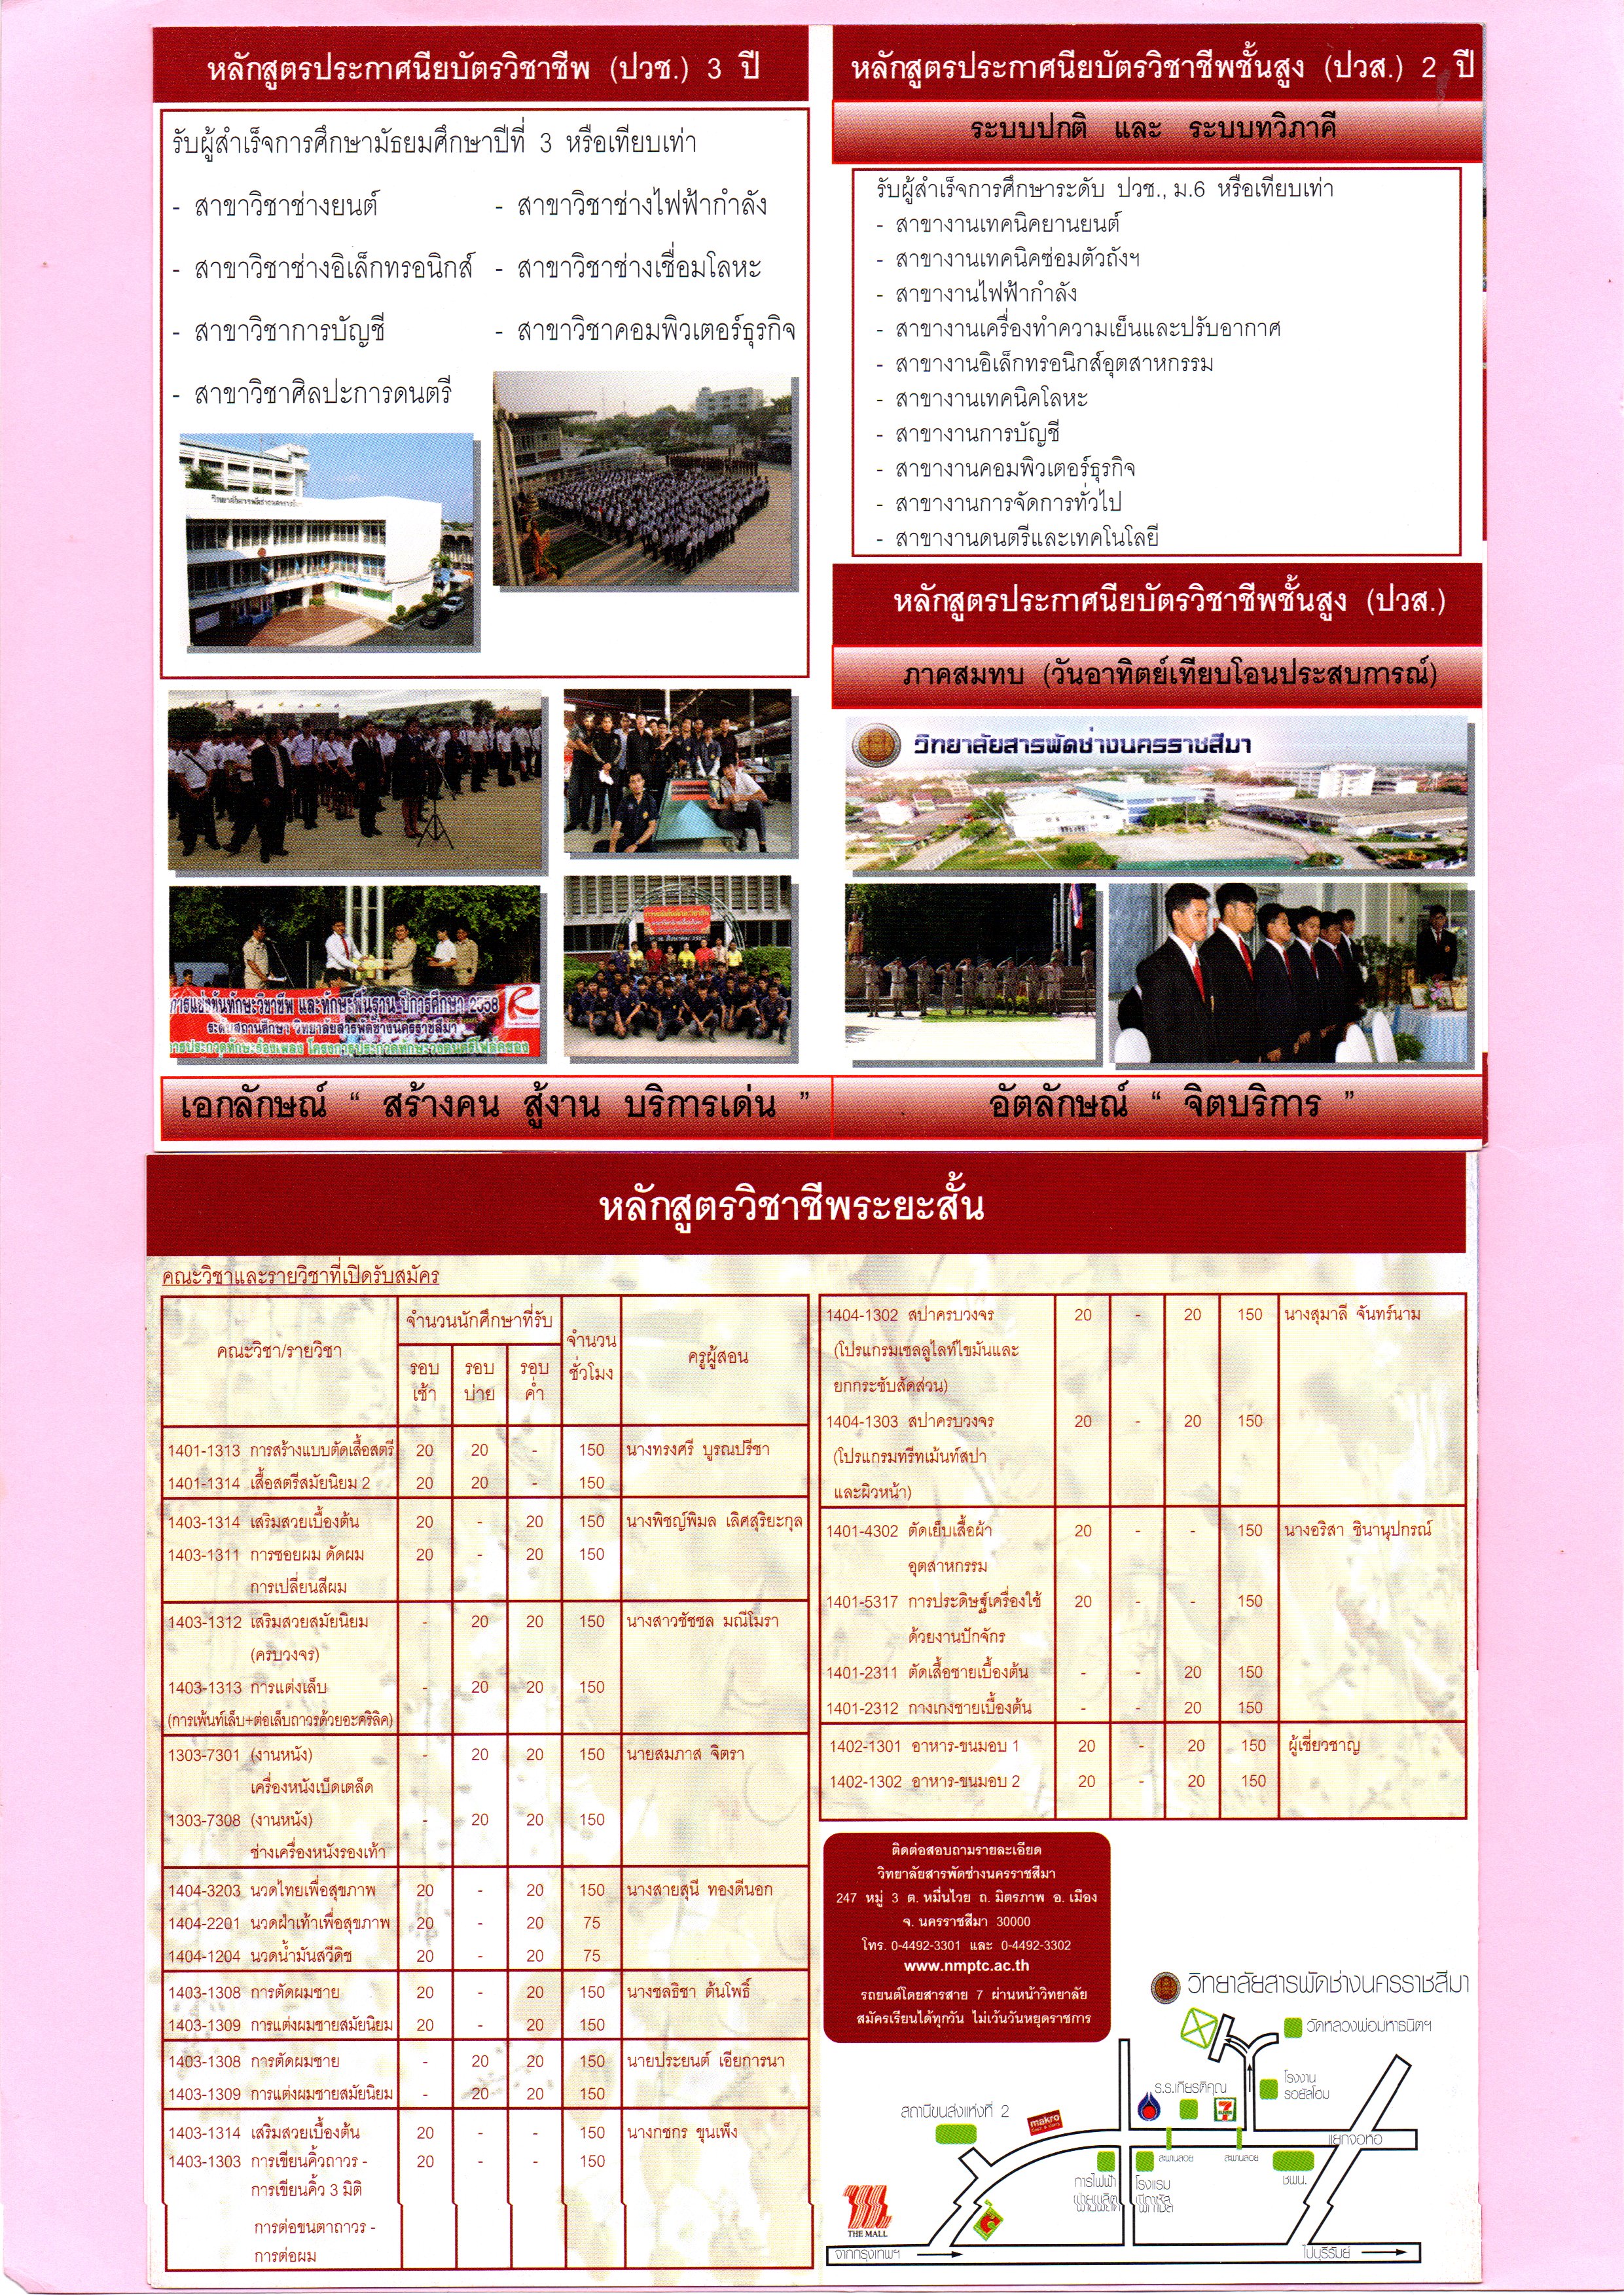 หลักสูตรประกาศนียบัตรวิชาชีพ (ปวช.) 3 ปี
รับผู้สำเร็จการศึกษามัธยมศึกษาปีที่ 3 หรือเทียบเท่า
- สาขาวิชาช่างยนต์ - สาขาวิชาช่างไฟฟ้ากำลัง
- สาขาวิชาช่างอิเล็กทรอนิกส์ - สาขาวิชาช่างเชื่อมโลหะ
- สาขาวิชาการบัญชี - สาขาวิชาคอมพิวเตอร์ธุรกิจ
- สาขาวิชาศิลปะการดนตรี
วิทยาลัยสารพัดช่างนครราชสีมา
การแข่งขันทักษะวิชาชีพ และทักษะพื้นฐาน ปีการศึกษา 2558
ระดับสถานศึกษา วิทยาลัยสารพัดช่างนครราชสีมา
การประกวดทักษะร้องเพลง โครงการประกวดทักษะวงดนตรีโฟล์คซอง
เอกลักษณ์ “ สร้างคน สู้งาน บริการเด่น ”
หลักสูตรประกาศนียบัตรวิชาชีพชั้นสูง (ปวส.) 2 ปี
ระบบปกติ และ ระบบทวิภาคี
รับผู้สำเร็จการศึกษาระดับ ปวช., ม.6 หรือเทียบเท่า
- สาขางานเทคนิคยานยนต์
- สาขางานเทคนิคซ่อมตัวถังฯ
- สาขางานไฟฟ้ากำลัง
- สาขางานเครื่องทำความเย็นและปรับอากาศ
- สาขางานอิเล็กทรอนิกส์อุตสาหกรรม
- สาขางานเทคนิคโลหะ
- สาขางานการบัญชี
- สาขางานคอมพิวเตอร์ธุรกิจ
- สาขางานการจัดการทั่วไป
- สาขางานดนตรีและเทคโนโลยี
หลักสูตรประกาศนียบัตรวิชาชีพชั้นสูง (ปวส.)
ภาคสมทบ (วันอาทิตย์เทียบโอนประสบการณ์)
วิทยาลัยสารพัดช่างนครราชสีมา
อัตลักษณ์ “ จิตบริการ ”
หลักสูตรวิชาชีพระยะสั้น
คณะวิชาและรายวิชาที่เปิดรับสมัคร
คณะวิชา/รายวิชา จำนวนนักศึกษาที่รับ จำนวนชั่วโมง ครูผู้สอน
รอบเช้า รอบบ่าย รอบค่ำ
1401-1313 การสร้างแบบตัดเสื้อสตรี 20 20 - 150 นางทรงศรี บูรณปรีชา
1401-1314 เสื้อสตรีสมัยนิยม 2 20 20 - 150
1403-1314 เสริมสวยเบื้องต้น 20 - 20 150 นางพิชญ์พิมล เลิศสุริยะกุล
1403-1311 การซอยผม ดัดผม 20 - 20 150
การเปลี่ยนสีผม
1403-1312 เสริมสวยสมัยนิยม - 20 20 150 นางสาวชัชชล มณีโมรา
(ครบวงจร)
1403-1313 การแต่งเล็บ - 20 20 150
(การเพ้นท์เล็บ+ต่อเล็บถาวรด้วยอะคริลิค)
1303-7301 (งานหนัง) - 20 20 150 นายสมภาส จิตรา
เครื่องหนังเบ็ดเตล็ด
1303-7308 (งานหนัง) - 20 20 150
ช่างเครื่องหนังรองเท้า
1404-3203 นวดไทยเพื่อสุขภาพ 20 - 20 150 นางสายสุนี ทองดีนอก
1404-2201 นวดฝ่าเท้าเพื่อสุขภาพ 20 - 20 75
1404-1204 นวดน้ำมันสวีดิช 20 - 20 75
1403-1308 การตัดผมชาย 20 - 20 150 นางชลธิชา ต้นโพธิ์
1403-1309 การแต่งผมชายสมัยนิยม 20 - 20 150
1403-1308 การตัดผมชาย - 20 20 150 นายประยนต์ เอียการนา
1403-1309 การแต่งผมชายสมัยนิยม - 20 20 150
1403-1314 เสริมสวยเบื้องต้น 20 - - 150 นางกชกร ขุนเพ็ง
1403-1303 การเขียนคิ้วถาวร - 20 - - 150
การเขียนคิ้ว 3 มิติ
การต่อขนตาถาวร -
การต่อผม
1404-1302 สปาครบวงจร 20 - 20 150 นางสุมาลี จันทร์นาม
(โปรแกรมเซลลูไลท์ไขมันและ
ยกกระชับสัดส่วน)
1404-1303 สปาครบวงจร 20 - 20 150
(โปรแกรมทรีทเม้นท์สปา
และผิวหน้า)
1401-4302 ตัดเย็บเสื้อผ้า 20 - - 150 นางอริสา ชินานุปกรณ์
อุตสาหกรรม
1401-5317 การประดิษฐ์เครื่องใช้ 20 - - 150
ด้วยงานปักจักร
1401-2311 ตัดเสื้อชายเบื้องต้น - - 20 150
1401-2312 กางเกงชายเบื้องต้น - - 20 150
1402-1301 อาหาร-ขนมอบ 1 20 - 20 150 ผู้เชี่ยวชาญ
1402-1302 อาหาร-ขนมอบ 2 20 - 20 150
ติดต่อสอบถามรายละเอียด
วิทยาลัยสารพัดช่างนครราชสีมา
247 หมู่ 3 ต. หมื่นไวย ถ. มิตรภาพ อ. เมือง
จ. นครราชสีมา 30000
โทร. 0-4492-3301 และ 0-4492-3302
www.nmptc.ac.th
รถยนต์โดยสารสาย 7 ผ่านหน้าวิทยาลัย
สมัครเรียนได้ทุกวัน ไม่เว้นวันหยุดราชการ
วิทยาลัยสารพัดช่างนครราชสีมา
วัดหลวงพ่อมหาธนิตฯ
โรงงาน
รอยัลโฮม
ร.ร.เกียรติคุณ
7
สถานีขนส่งแห่งที่ 2
makro
แยกจอหอ
สะพานลอย
สะพานลอย
การไฟฟ้า
ฝ่ายผลิต
โรงแรม
ชพน.
THE MALL
จากกรุงเทพฯ
ไปบุรีรัมย์